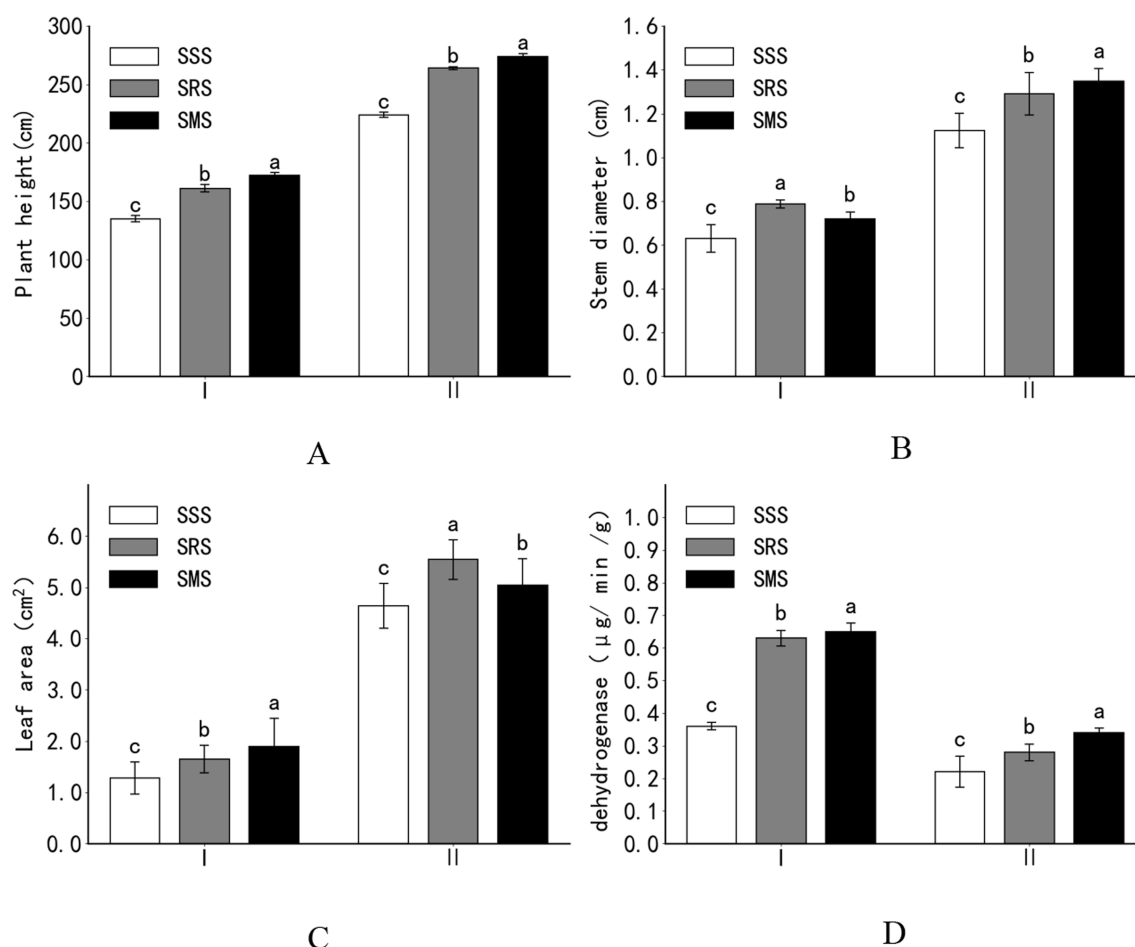 300
250
200
150
100
50
0
Plant height(cm)
SSS
SRS
SMS
c
b
a
c
b
a
I
II
A
1.6
1.4
1.2
1.0
0.8
0.6
0.4
0.2
0.0
Stem diameter (cm)
SSS
SRS
SMS
c
a
b
c
b
a
I
II
B
6.0
5.0
4.0
3.0
2.0
1.0
0.0
Leaf area(cm²)
SSS
SRS
SMS
c
b
a
c
a
b
I
II
C
1.0
0.9
0.8
0.7
0.6
0.5
0.4
0.3
0.2
0.1
0.0
dehydrogenase (μg/ min /g)
SSS
SRS
SMS
c
b
a
c
b
a
I
II
D